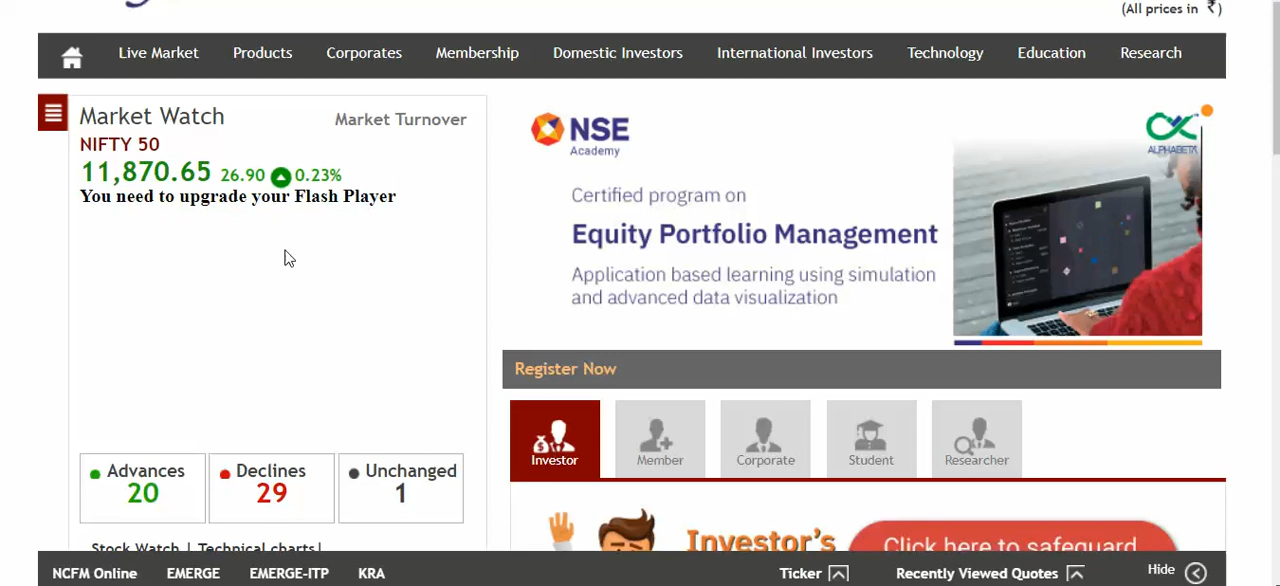 (All prices in ₹)
Live Market Products Corporates Membership Domestic Investors International Investors Technology Education Research
Market Watch
Market Turnover
NIFTY 50
11,870.65 26.90 0.23%
You need to upgrade your Flash Player
Advances
20
Declines
29
Unchanged
1
Stock Watch | Technical charts|
NSE
Academy
ALPHABETA
Certified program on
Equity Portfolio Management
Application based learning using simulation
and advanced data visualization
Register Now
Investor Member Corporate Student Researcher
Investor's
Click here to safeguard
NCFM Online EMERGE EMERGE-ITP KRA Ticker Recently Viewed Quotes Hide